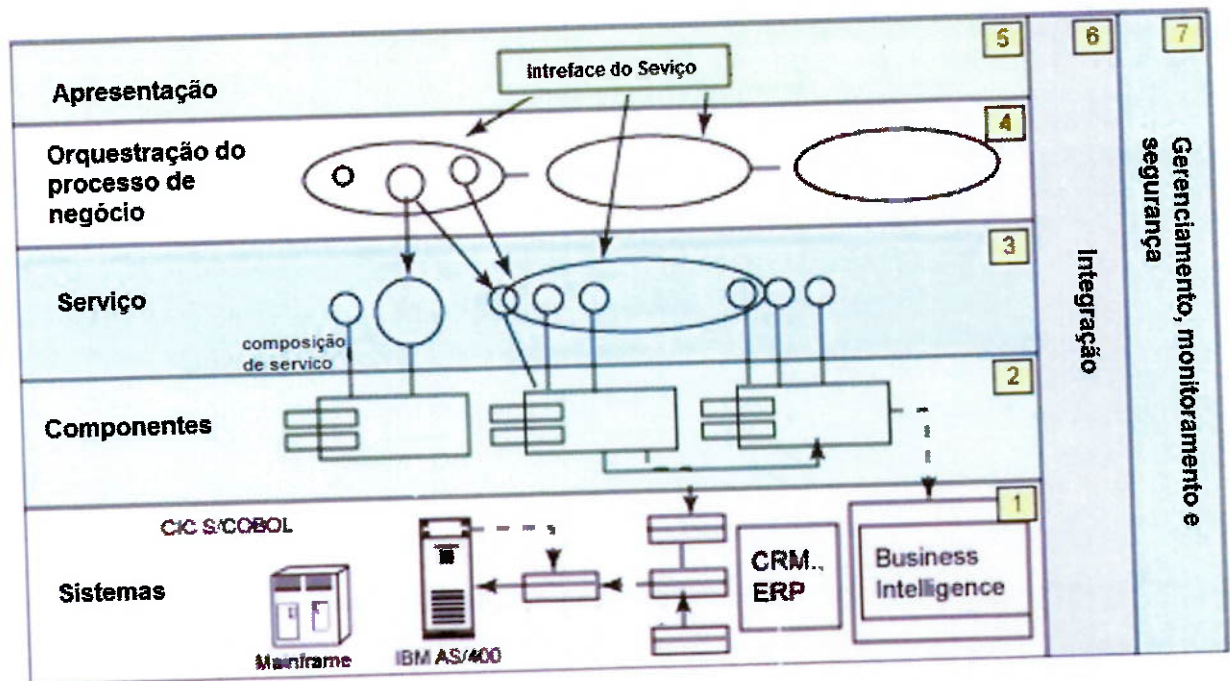 5
6
7
Intreface do Seviço
Apresentação
4
Orquestração do
processo de
negócio
3
Serviço
composição
de servico
2
Componentes
1
CIC S/COBOL
Sistemas
Mainframe
IBM AS/400
CRM..
ERP
Business
Intelligence
Integração
Gerenciamento, monitoramento e
segurança